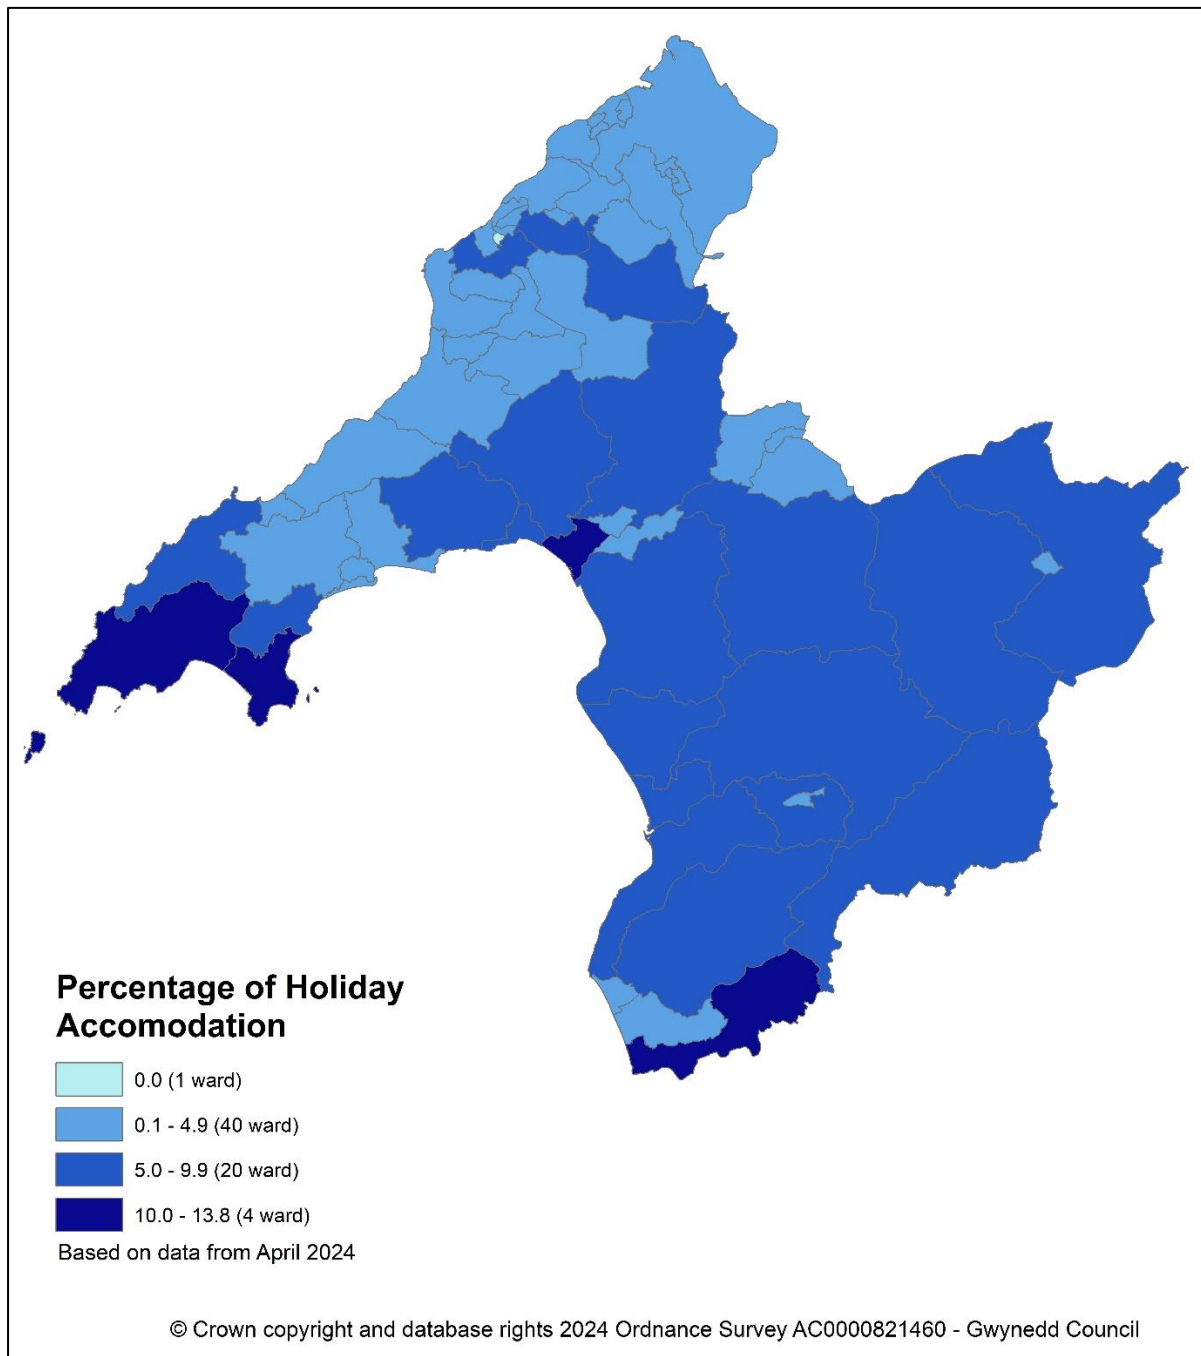 Percentage of Holiday
Accomodation
0.0 (1 ward)
0.1 - 4.9 (40 ward)
5.0 - 9.9 (20 ward)
10.0 - 13.8 (4 ward)
Based on data from April 2024
© Crown copyright and database rights 2024 Ordnance Survey AC0000821460 - Gwynedd Council